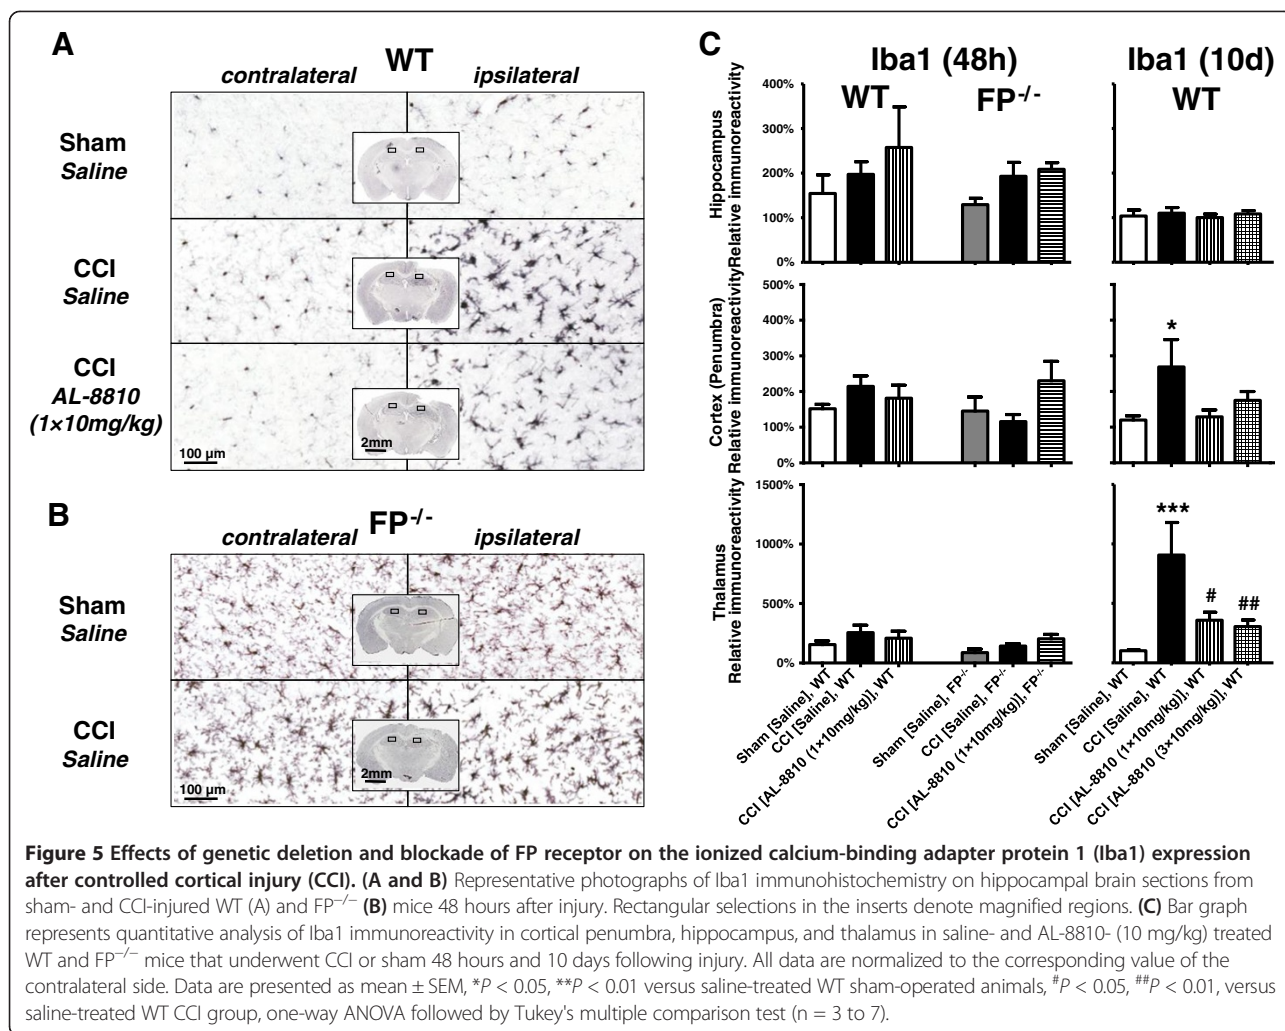 A
WT
contralateral
ipsilateral
Sham
Saline
CCI
Saline
CCI
AL-8810
(1×10mg/kg)
100 µm
2mm
B
FP-/-
contralateral
ipsilateral
Sham
Saline
CCI
Saline
100 µm
2mm
C
Iba1 (48h)
WT
FP-/-
Iba1 (10d)
WT
Hippocampus
Relative immunoreactivity
400%
300%
200%
100%
0%
Cortex (Penumbra)
Relative immunoreactivity
500%
400%
300%
200%
100%
0%
*
Thalamus
Relative immunoreactivity
1500%
1000%
500%
0%
***
#
##
Sham [Saline], WT
CCI [Saline], WT
CCI [AL-8810 (1×10mg/kg)], WT
Sham [Saline], FP-/-
CCI [Saline], FP-/-
CCI [AL-8810 (1×10mg/kg)], FP-/-
Sham [Saline], WT
CCI [Saline], WT
CCI [AL-8810 (1×10mg/kg)], WT
CCI [AL-8810 (3×10mg/kg)], WT
Figure 5 Effects of genetic deletion and blockade of FP receptor on the ionized calcium-binding adapter protein 1 (Iba1) expression
after controlled cortical injury (CCI). (A and B) Representative photographs of Iba1 immunohistochemistry on hippocampal brain sections from
sham- and CCI-injured WT (A) and FP−/− (B) mice 48 hours after injury. Rectangular selections in the inserts denote magnified regions. (C) Bar graph
represents quantitative analysis of Iba1 immunoreactivity in cortical penumbra, hippocampus, and thalamus in saline- and AL-8810- (10 mg/kg) treated
WT and FP−/− mice that underwent CCI or sham 48 hours and 10 days following injury. All data are normalized to the corresponding value of the
contralateral side. Data are presented as mean ± SEM, *P < 0.05, **P < 0.01 versus saline-treated WT sham-operated animals, #P < 0.05, ##P < 0.01, versus
saline-treated WT CCI group, one-way ANOVA followed by Tukey's multiple comparison test (n = 3 to 7).